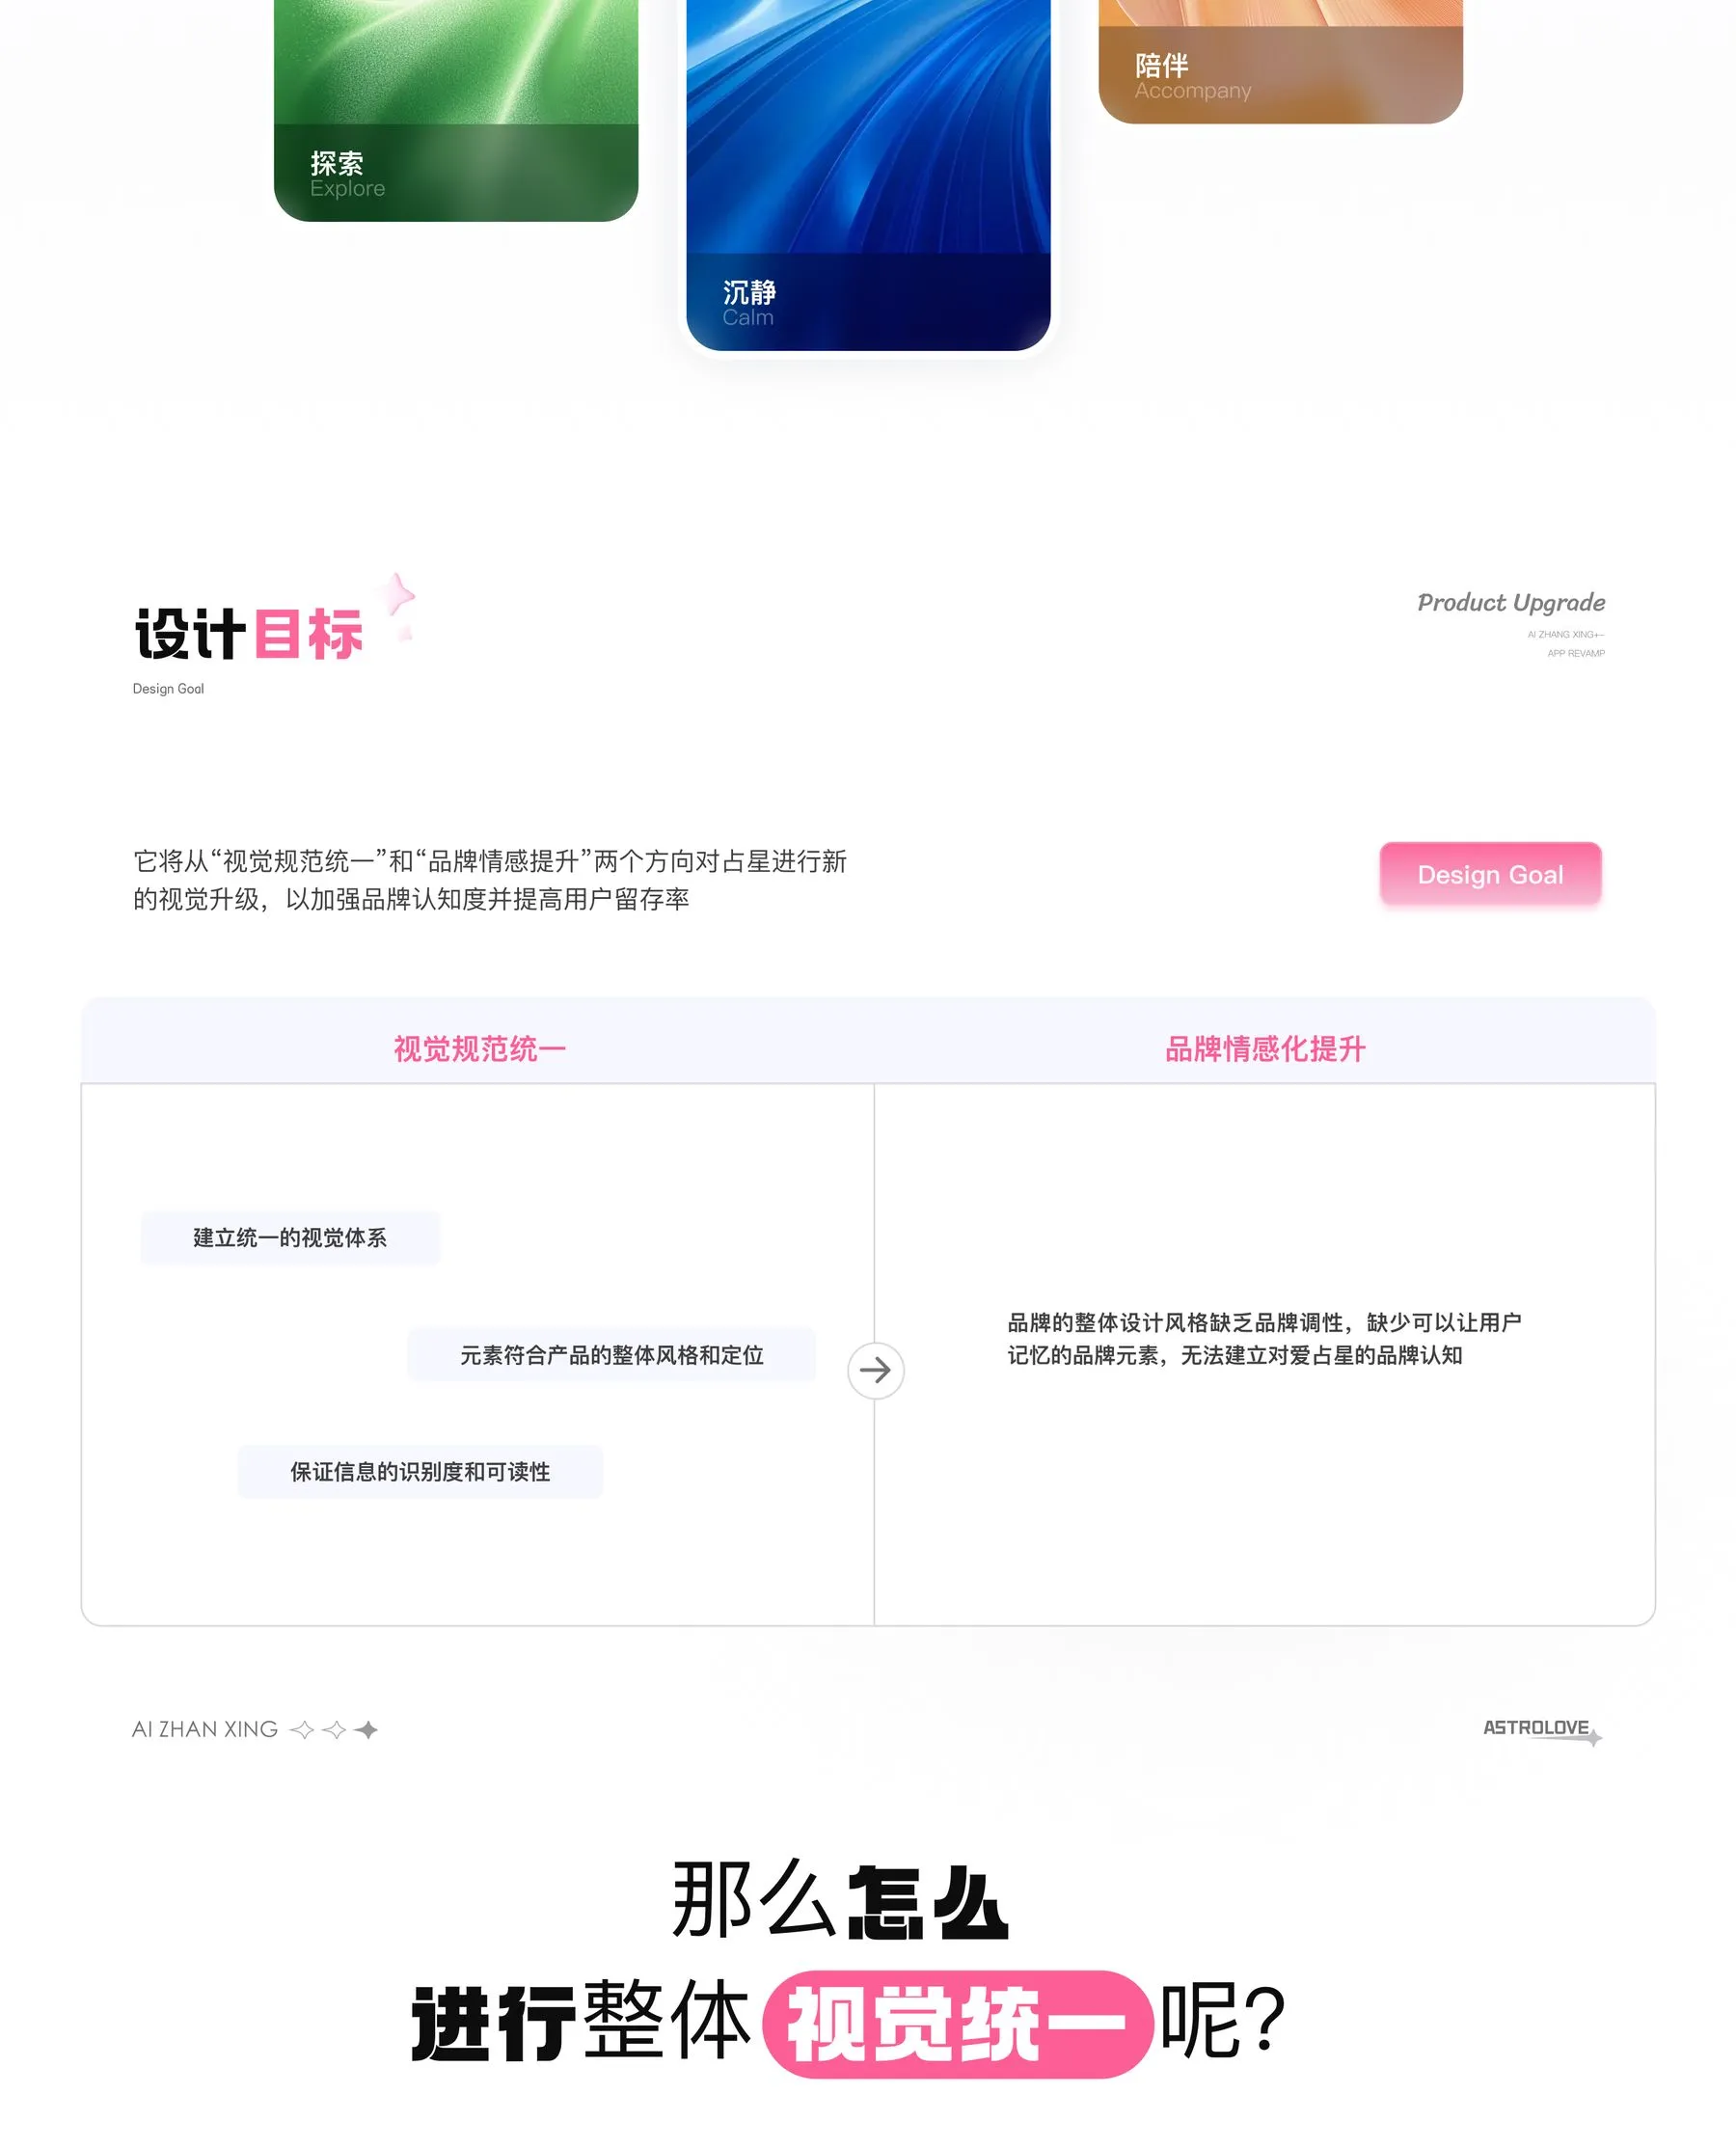 陪伴
Accompany
探索
Explore
沉静
Calm
设计目标
Design Goal
Product Upgrade
AI ZHANG XING+—
APP REVAMP
它将从“视觉规范统一”和“品牌情感提升”两个方向对占星进行新
的视觉升级，以加强品牌认知度并提高用户留存率
Design Goal
视觉规范统一
品牌情感化提升
建立统一的视觉体系
元素符合产品的整体风格和定位
保证信息的识别度和可读性
品牌的整体设计风格缺乏品牌调性，缺少可以让用户
记忆的品牌元素，无法建立对爱占星的品牌认知
AI ZHAN XING
ASTROLOVE
那么怎么
进行整体视觉统一呢?